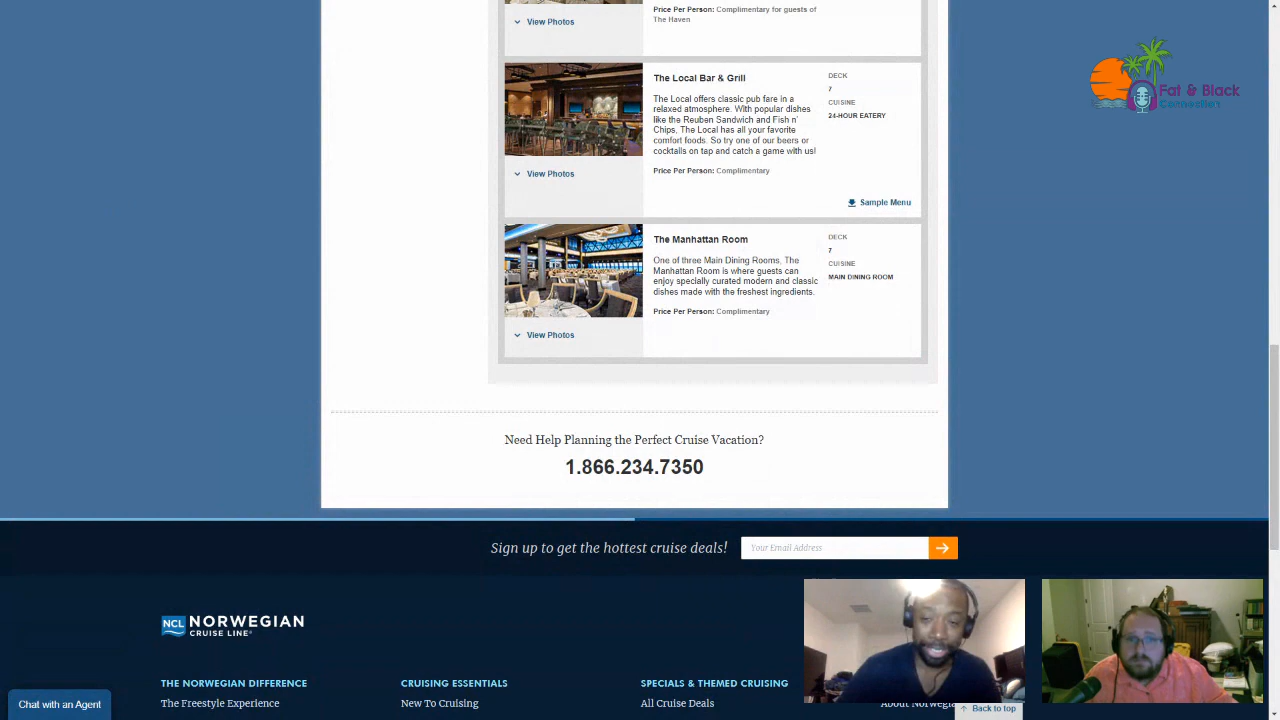 Price Per Person: Complimentary for guests of
The Haven
View Photos
The Local Bar & Grill
The Local offers classic pub fare in a
relaxed atmosphere. With popular dishes
like the Reuben Sandwich and Fish n'
Chips, The Local has all your favorite
comfort foods. So try one of our beers or
cocktails on tap and catch a game with us!
Price Per Person: Complimentary
DECK
7
CUISINE
24-HOUR EATERY
View Photos
Sample Menu
The Manhattan Room
One of three Main Dining Rooms, The
Manhattan Room is where guests can
enjoy specially curated modern and classic
dishes made with the freshest ingredients.
Price Per Person: Complimentary
DECK
7
CUISINE
MAIN DINING ROOM
View Photos
Fat & Black
Connection
Need Help Planning the Perfect Cruise Vacation?
1.866.234.7350
Sign up to get the hottest cruise deals!
Your Email Address
NCL NORWEGIAN
CRUISE LINE®
THE NORWEGIAN DIFFERENCE
The Freestyle Experience
CRUISING ESSENTIALS
New To Cruising
SPECIALS & THEMED CRUISING
All Cruise Deals
About Norwegian
Chat with an Agent
Back to top